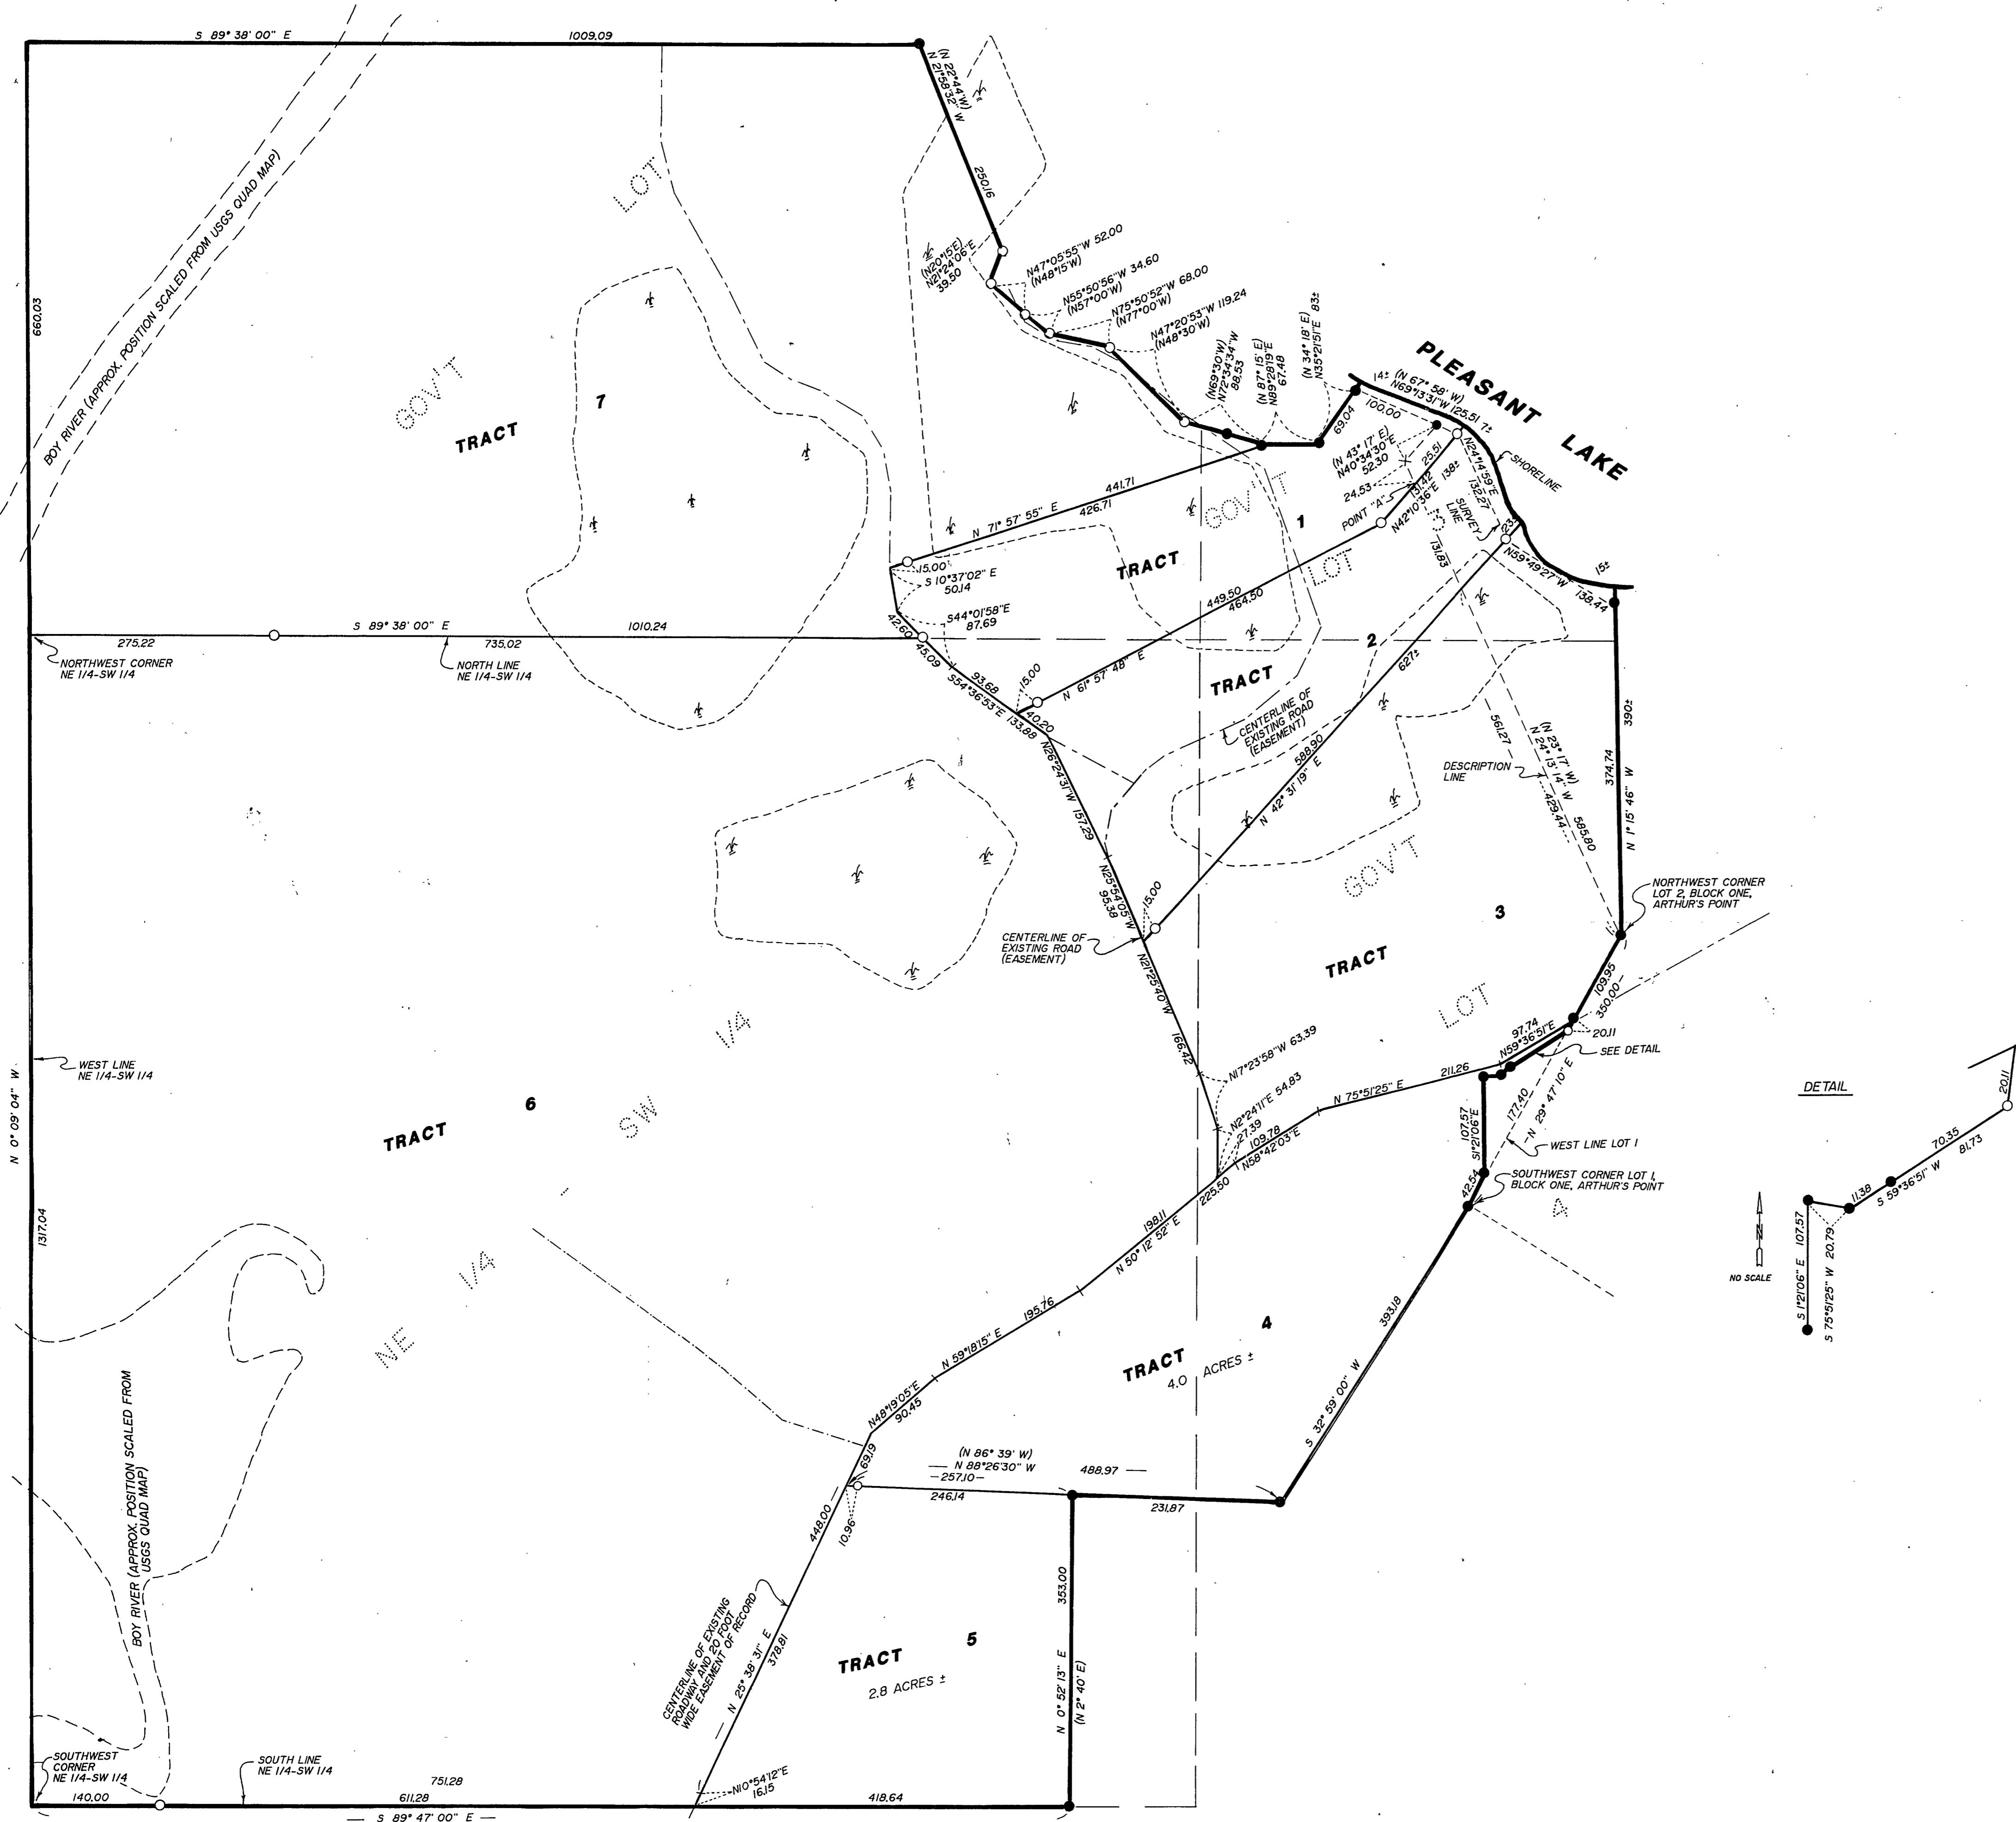 S 89° 38' 00" E
1009.09
(N 22°44'W)
N 21°58'32" W
250.16
BOY RIVER (APPROX. POSITION SCALED FROM USGS QUAD MAP)
660.03
GOV'T
LOT
TRACT
7
(N20°15'E)
N21°24'06"E
39.50
N47°05'55"W 52.00
(N48°15'W)
N55°50'56"W 34.60
(N57°00'W)
N75°50'52"W 68.00
(N77°00'W)
N47°20'53"W 119.24
(N48°30'W)
(N69°30'W)
N72°34'34"W
88.53
(N 87° 15' E)
N89°28'19"E
67.48
(N 34° 18' E)
N35°21'51"E 83±
69.04
PLEASANT LAKE
14±
(N 67° 58' W)
N69°13'31"W 125.51
7±
100.00
(N 43° 17' E)
N40°34'30"E
52.30
25.51
24.53
131.42
138±
N42°10'36"E
POINT "A"
N24°14'59"E
132.27
SURVEY
LINE
SHORELINE
23±
N59°49'27"W
138.44
15±
131.83
441.71
N 71° 57' 55" E
426.71
15.00
S 10°37'02" E
50.14
S44°01'58"E
87.69
42.60
45.09
GOV'T
LOT
3
TRACT
1
449.50
464.50
N 61° 57' 48" E
15.00
93.68
S54°36'53"E
133.88
40.20
S 89° 38' 00" E
1010.24
275.22
735.02
NORTHWEST CORNER
NE 1/4-SW 1/4
NORTH LINE
NE 1/4-SW 1/4
TRACT
2
627±
CENTERLINE OF
EXISTING ROAD
(EASEMENT)
588.90
N 42° 31' 19" E
N26°24'31"W 157.29
N25°54'05"W
95.38
15.00
CENTERLINE OF
EXISTING ROAD
(EASEMENT)
N21°25'40"W
166.42
561.27
DESCRIPTION
LINE
(N 23° 17' W)
N 24° 13' 14" W
585.80
429.44
390±
374.74
N 1° 15' 46" W
NORTHWEST CORNER
LOT 2, BLOCK ONE,
ARTHUR'S POINT
GOV'T
LOT
4
TRACT
3
109.95
350.00
20.11
97.74
N59°36'51"E
SEE DETAIL
N17°23'58"W 63.39
N2°24'11"E 54.83
27.39
109.78
N58°42'03"E
N 75°51'25" E
211.26
107.57
S1°21'06"E
177.40
N 29° 47' 10" E
WEST LINE LOT 1
42.54
SOUTHWEST CORNER LOT 1,
BLOCK ONE, ARTHUR'S POINT
225.50
198.11
N 50° 12' 52" E
WEST LINE
NE 1/4-SW 1/4
N 0° 09' 04" W
1317.04
TRACT
6
NE 1/4 SW 1/4
195.76
N 59°18'15" E
N48°19'05"E
90.45
69.19
TRACT
4
4.0 ACRES ±
393.18
S 32° 59' 00" W
(N 86° 39' W)
N 88°26'30" W
488.97
257.10
246.14
231.87
10.96
448.00
BOY RIVER (APPROX. POSITION SCALED FROM
USGS QUAD MAP)
CENTERLINE OF EXISTING
ROADWAY AND 20 FOOT
WIDE EASEMENT OF RECORD
N 25° 38' 31" E
378.81
353.00
N 0° 52' 13" E
(N 2° 40' E)
TRACT
5
2.8 ACRES ±
SOUTHWEST
CORNER
NE 1/4-SW 1/4
SOUTH LINE
NE 1/4-SW 1/4
140.00
751.28
611.28
N10°54'12"E
16.15
418.64
S 89° 47' 00" E
DETAIL
20.11
70.35
81.73
11.38
S 59°36'51" W
S 1°21'06" E 107.57
S 75°51'25" W 20.79
N
NO SCALE